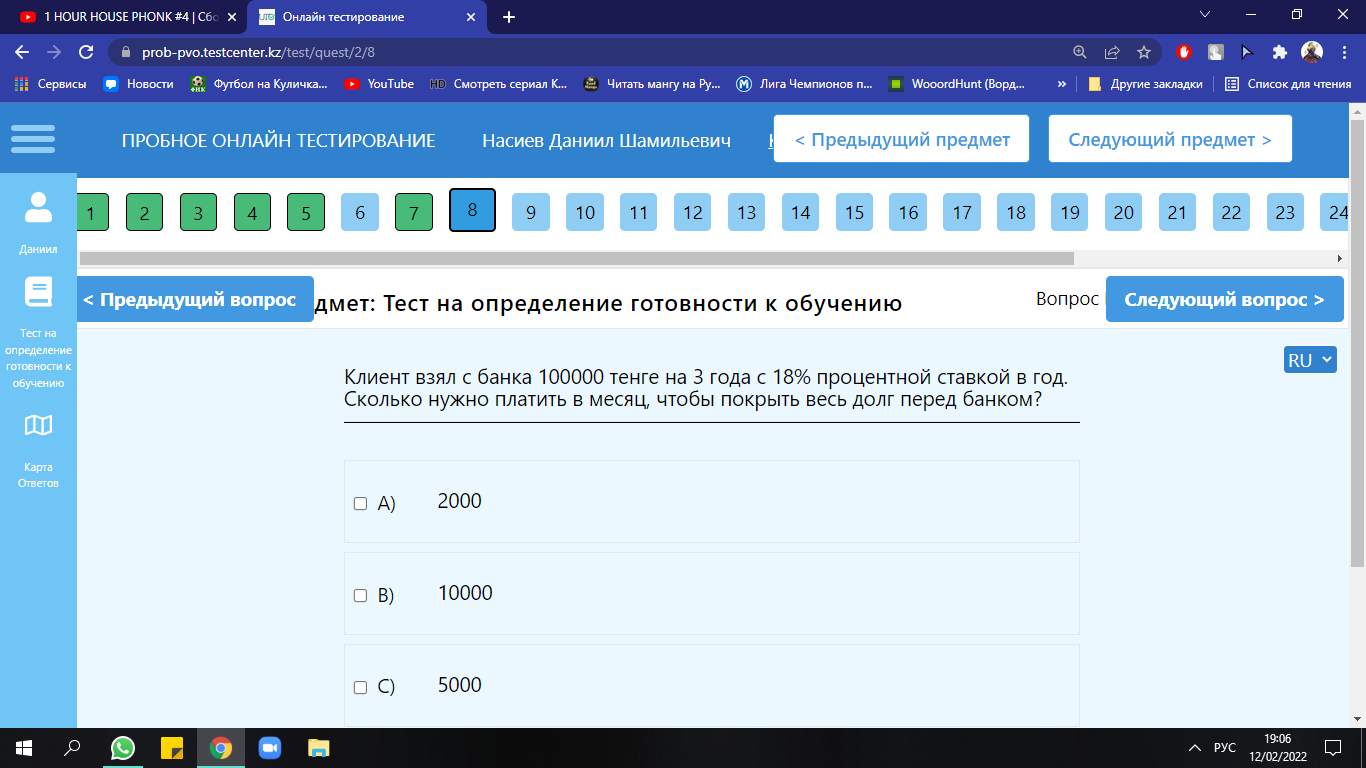 1 HOUR HOUSE PHONK #4 | Сбо
Онлайн тестирование
prob-pvo.testcenter.kz/test/quest/2/8
Сервисы
Новости
Футбол на Куличка...
YouTube
HD Смотреть сериал К...
Читать мангу на Ру...
Лига Чемпионов п...
WooordHunt (Ворд...
»
Другие закладки
Список для чтения
ПРОБНОЕ ОНЛАЙН ТЕСТИРОВАНИЕ
Насиев Даниил Шамильевич
< Предыдущий предмет
Следующий предмет >
1 2 3 4 5 6 7 8 9 10 11 12 13 14 15 16 17 18 19 20 21 22 23 24
Даниил
Тест на
определение
готовности к
обучению
Карта
Ответов
< Предыдущий вопрос
дмет: Тест на определение готовности к обучению
Вопрос
Следующий вопрос >
RU
Клиент взял с банка 100000 тенге на 3 года с 18% процентной ставкой в год.
Сколько нужно платить в месяц, чтобы покрыть весь долг перед банком?
A) 2000
B) 10000
C) 5000
РУС
19:06
12/02/2022